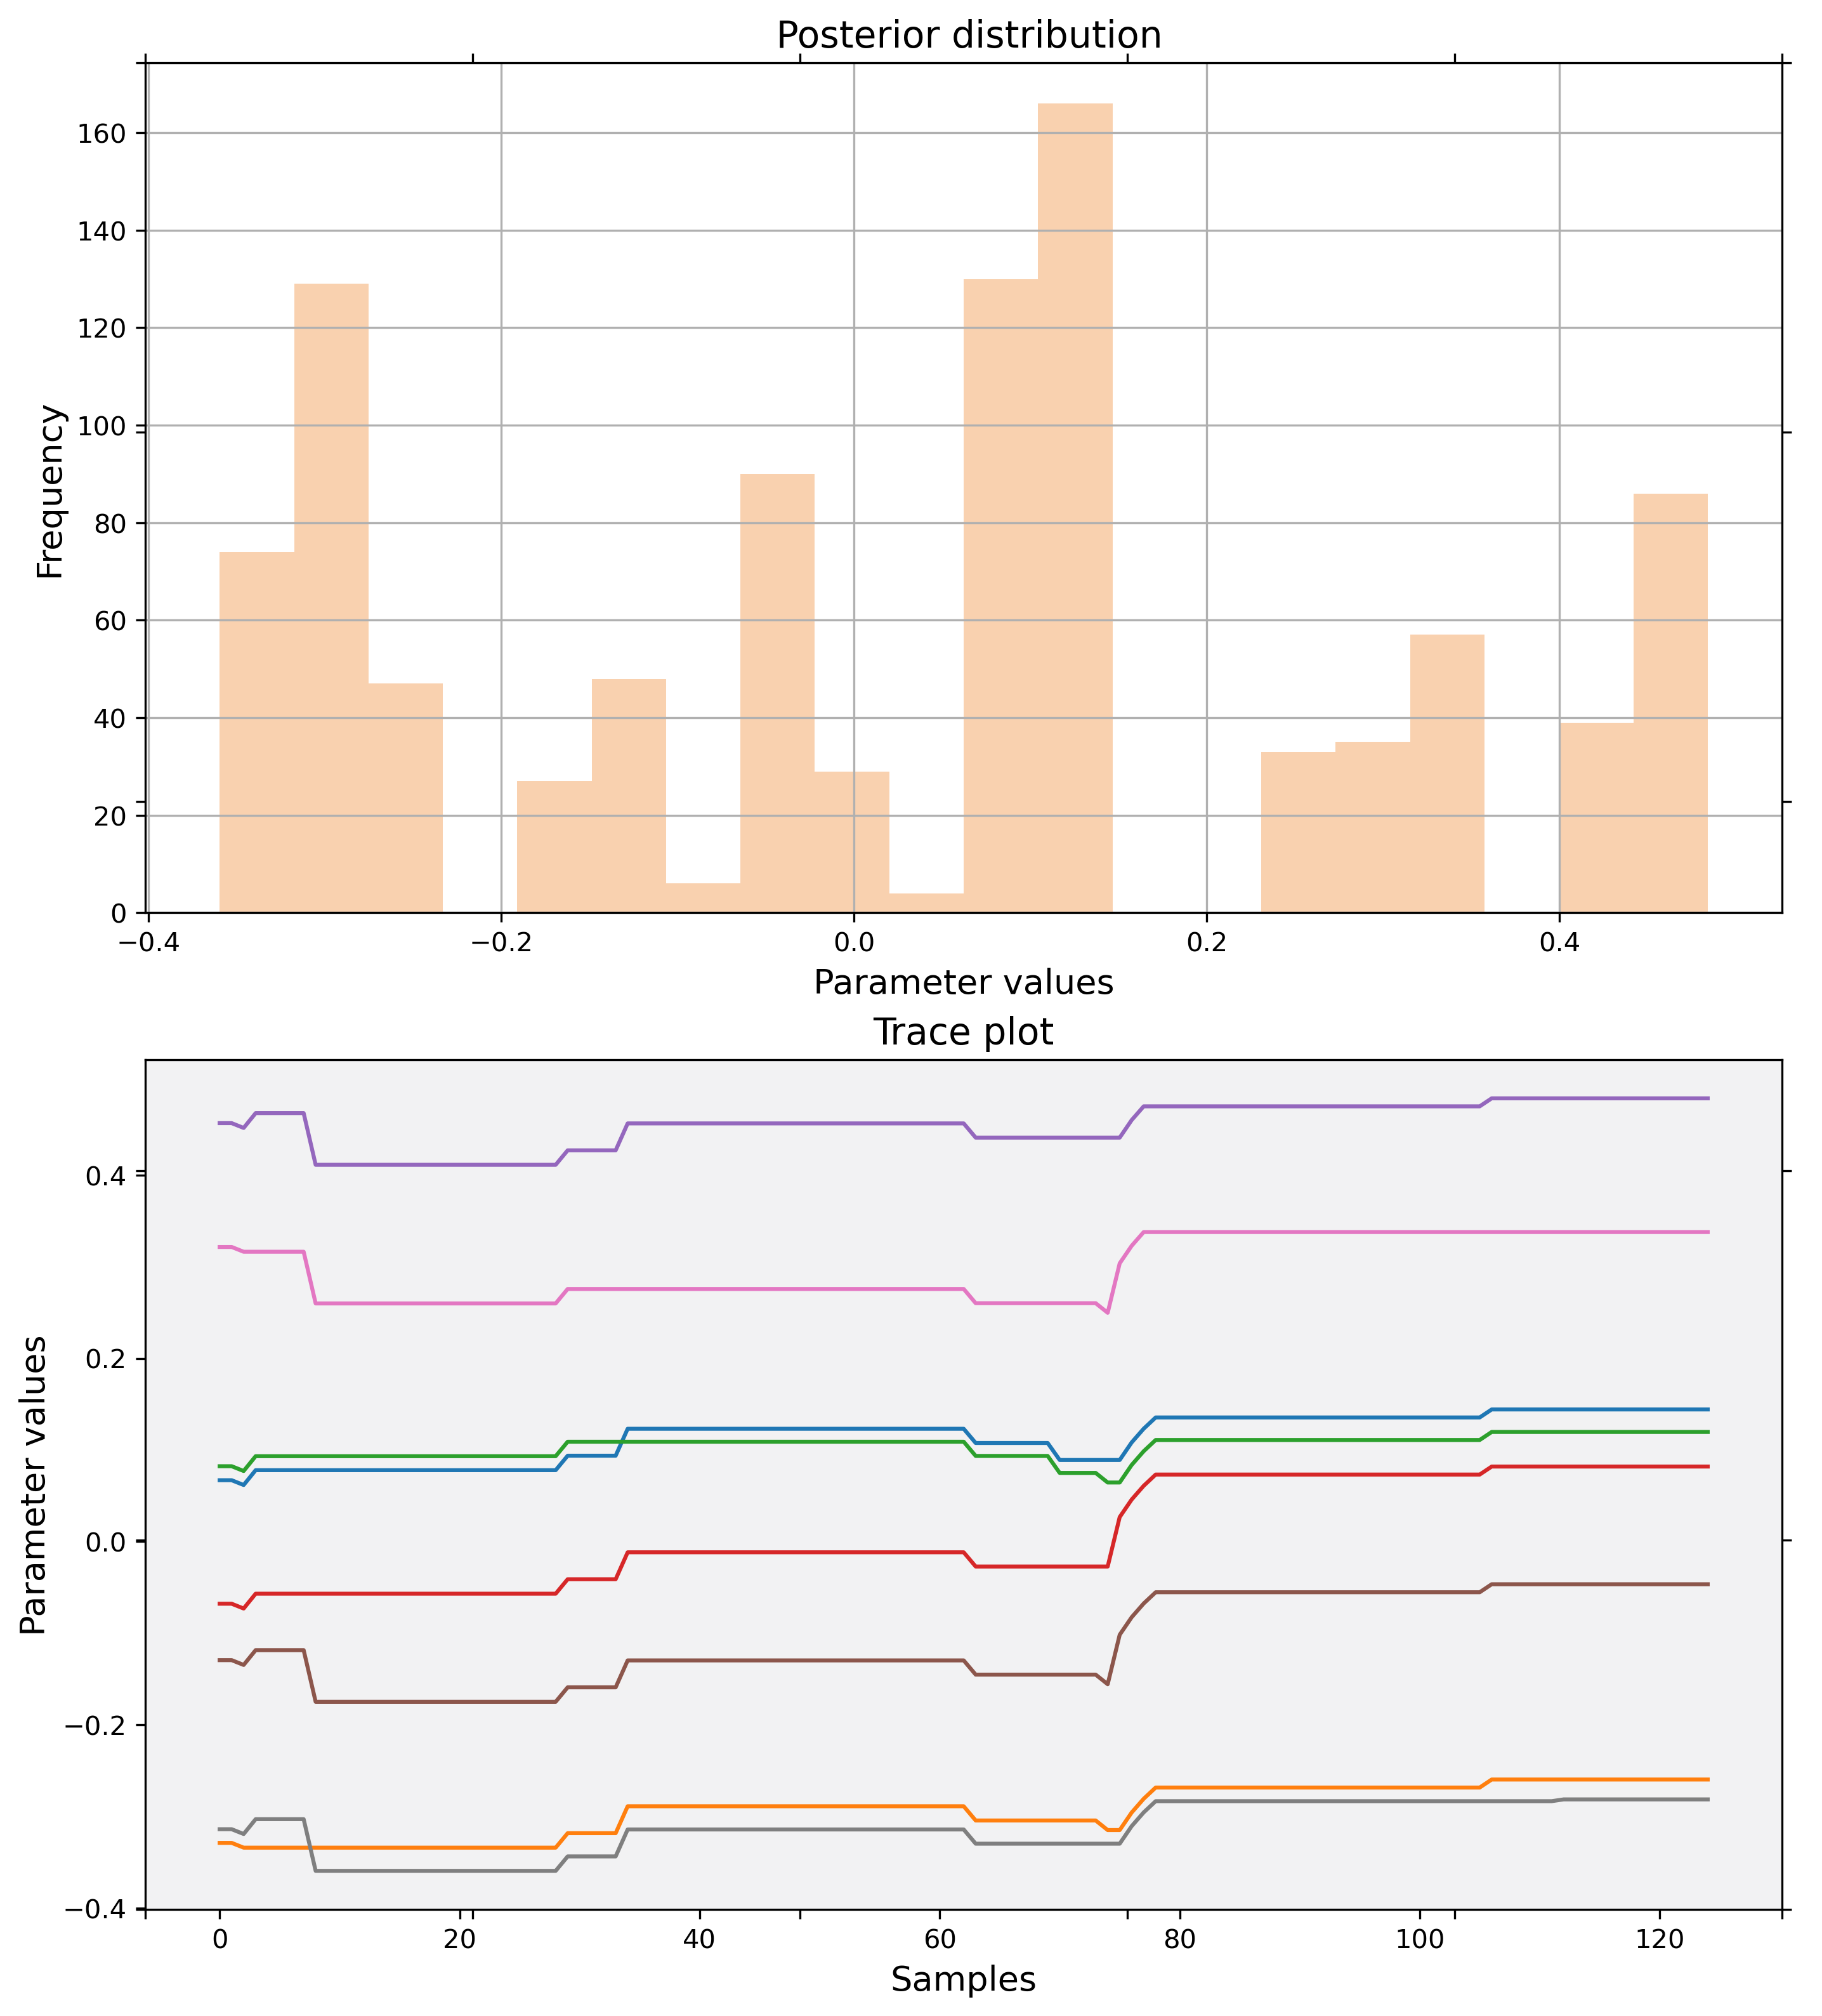 Posterior distribution
160
140
120
100
80
60
40
20
0
Frequency
−0.4 −0.2 0.0 0.2 0.4
Parameter values
Trace plot
0.4
0.2
0.0
−0.2
−0.4
Parameter values
0 20 40 60 80 100 120
Samples